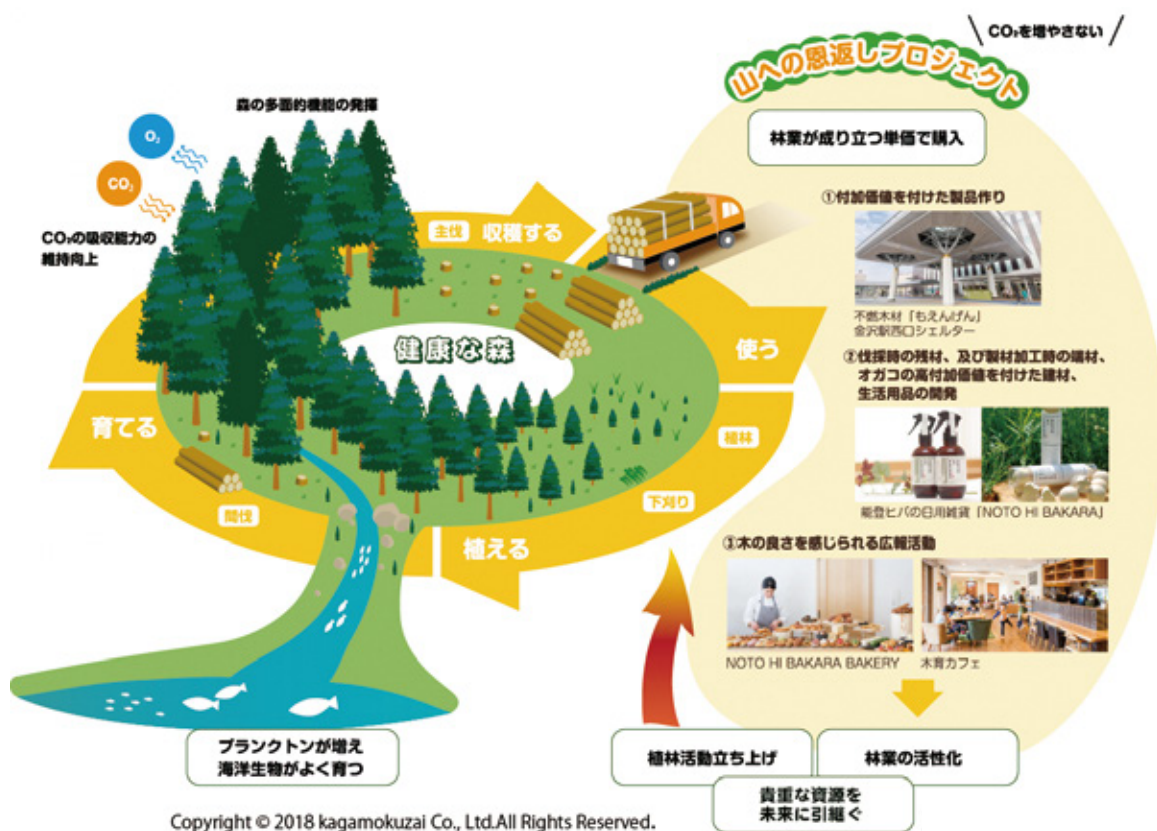 CO₂を増やさない
山への恩返しプロジェクト
林業が成り立つ単価で購入
森の多面的機能の発揮
O₂
CO₂
CO₂の吸収能力の
維持向上
主伐
収穫する
①付加価値を付けた製品作り
不燃木材「もえんげん」
金沢駅西口シェルター
健康な森
使う
②伐採時の残材、及び製材加工時の端材、
オガコの高付加価値を付けた建材、
生活用品の開発
育てる
植林
能登ヒバの日用雑貨「NOTO HI BAKARA」
下刈り
間伐
植える
③木の良さを感じられる広報活動
NOTO HI BAKARA BAKERY
木育カフェ
プランクトンが増え
海洋生物がよく育つ
植林活動立ち上げ
林業の活性化
貴重な資源を
未来に引継ぐ
Copyright © 2018 kagamokuzai Co., Ltd.All Rights Reserved.